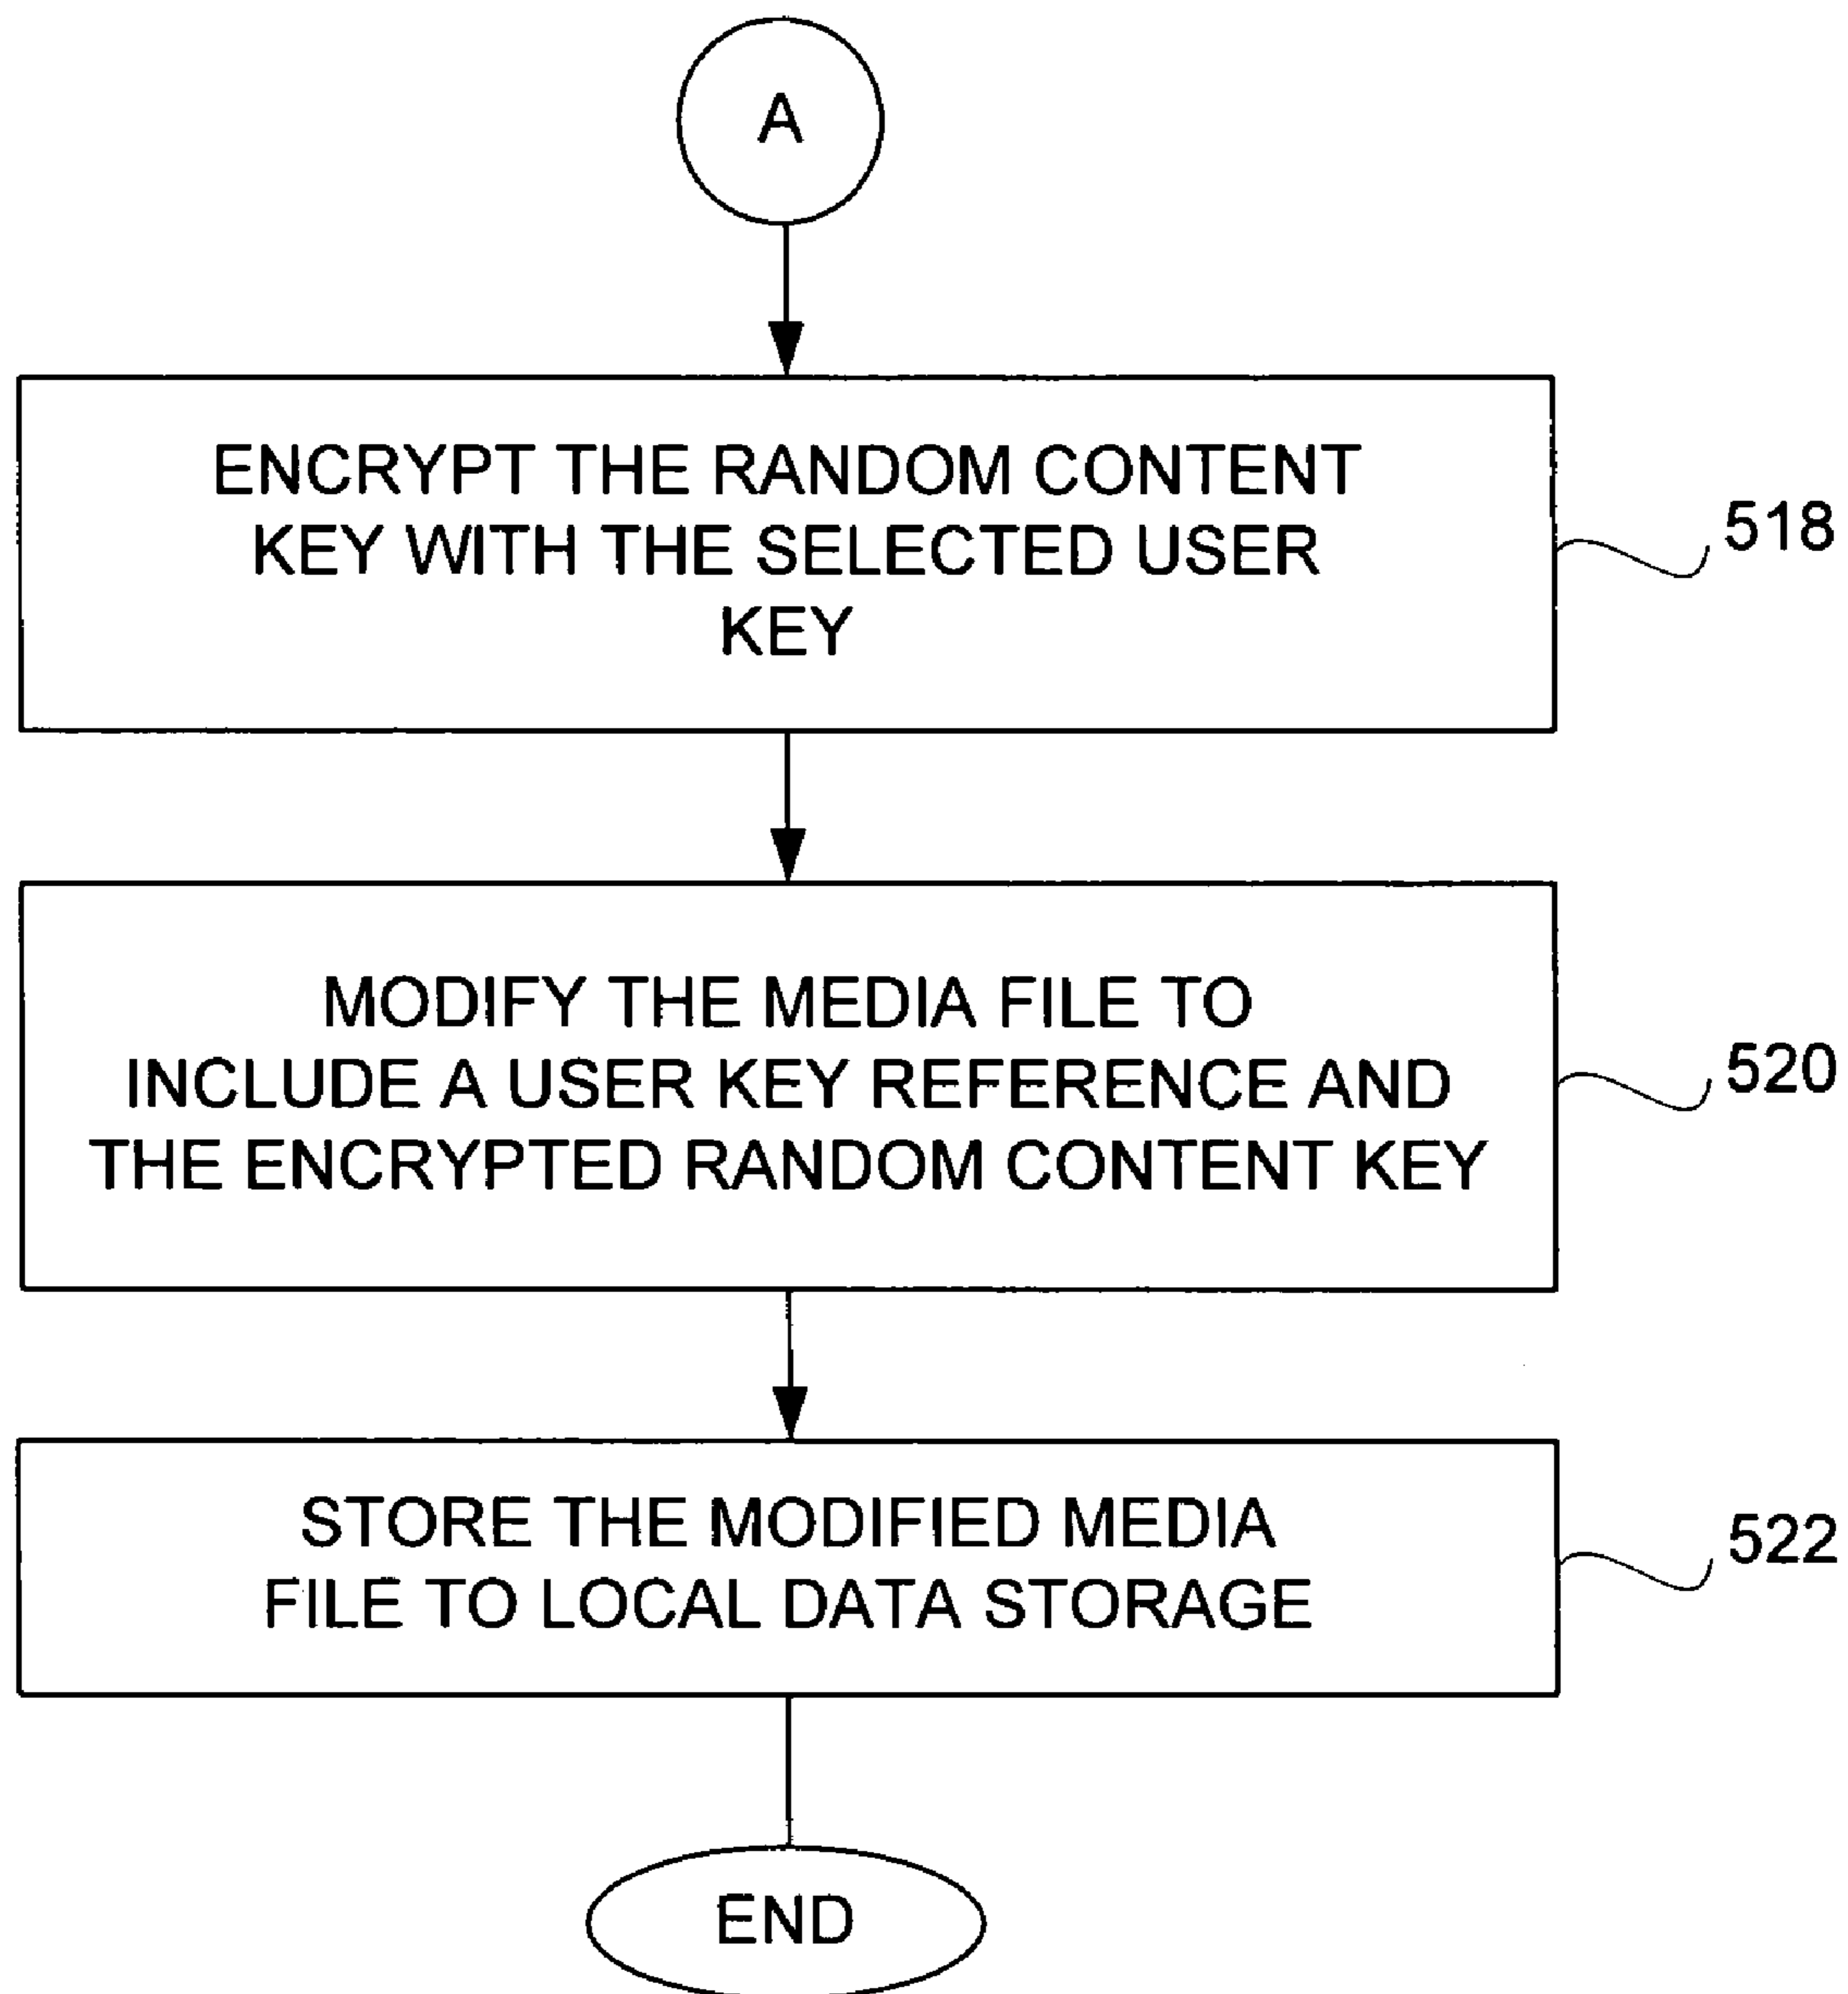 A
ENCRYPT THE RANDOM CONTENT
KEY WITH THE SELECTED USER
KEY
518
MODIFY THE MEDIA FILE TO
INCLUDE A USER KEY REFERENCE AND
THE ENCRYPTED RANDOM CONTENT KEY
520
STORE THE MODIFIED MEDIA
FILE TO LOCAL DATA STORAGE
522
END